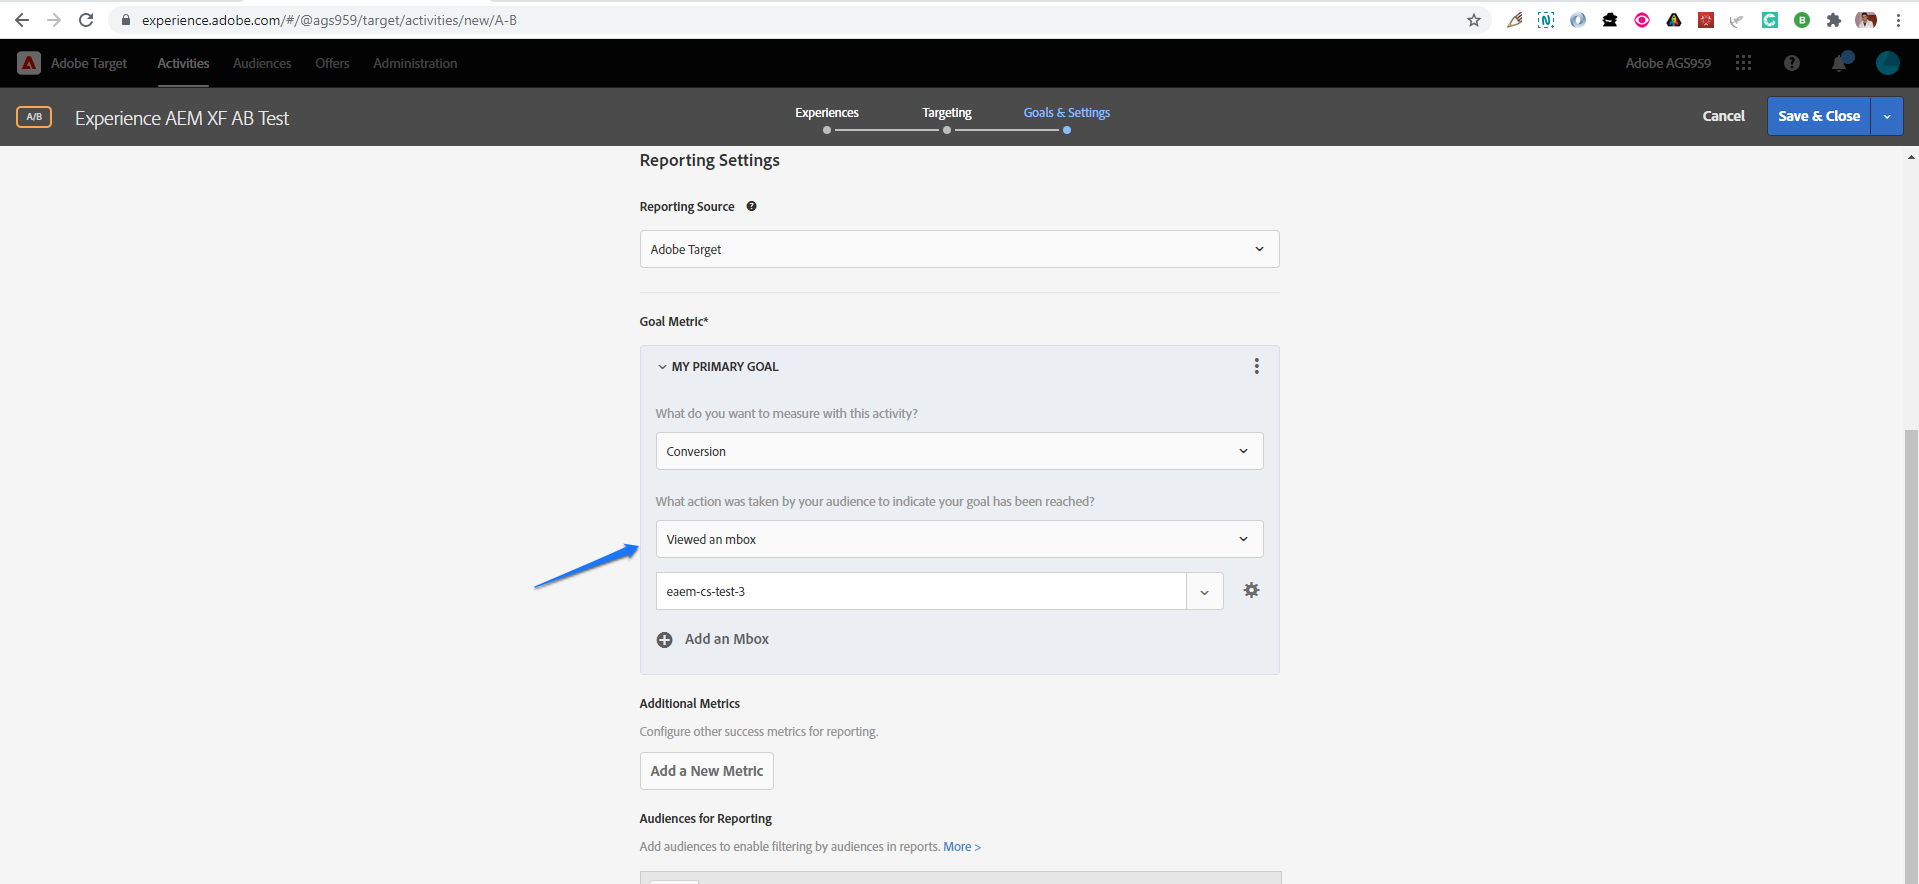 experience.adobe.com/#/@ags959/target/activities/new/A-B
Adobe Target Activities Audiences Offers Administration Adobe AGS959
A/B Experience AEM XF AB Test Experiences Targeting Goals & Settings Cancel Save & Close
Reporting Settings
Reporting Source
Adobe Target
Goal Metric*
MY PRIMARY GOAL
What do you want to measure with this activity?
Conversion
What action was taken by your audience to indicate your goal has been reached?
Viewed an mbox
eaem-cs-test-3
Add an Mbox
Additional Metrics
Configure other success metrics for reporting.
Add a New Metric
Audiences for Reporting
Add audiences to enable filtering by audiences in reports. More >